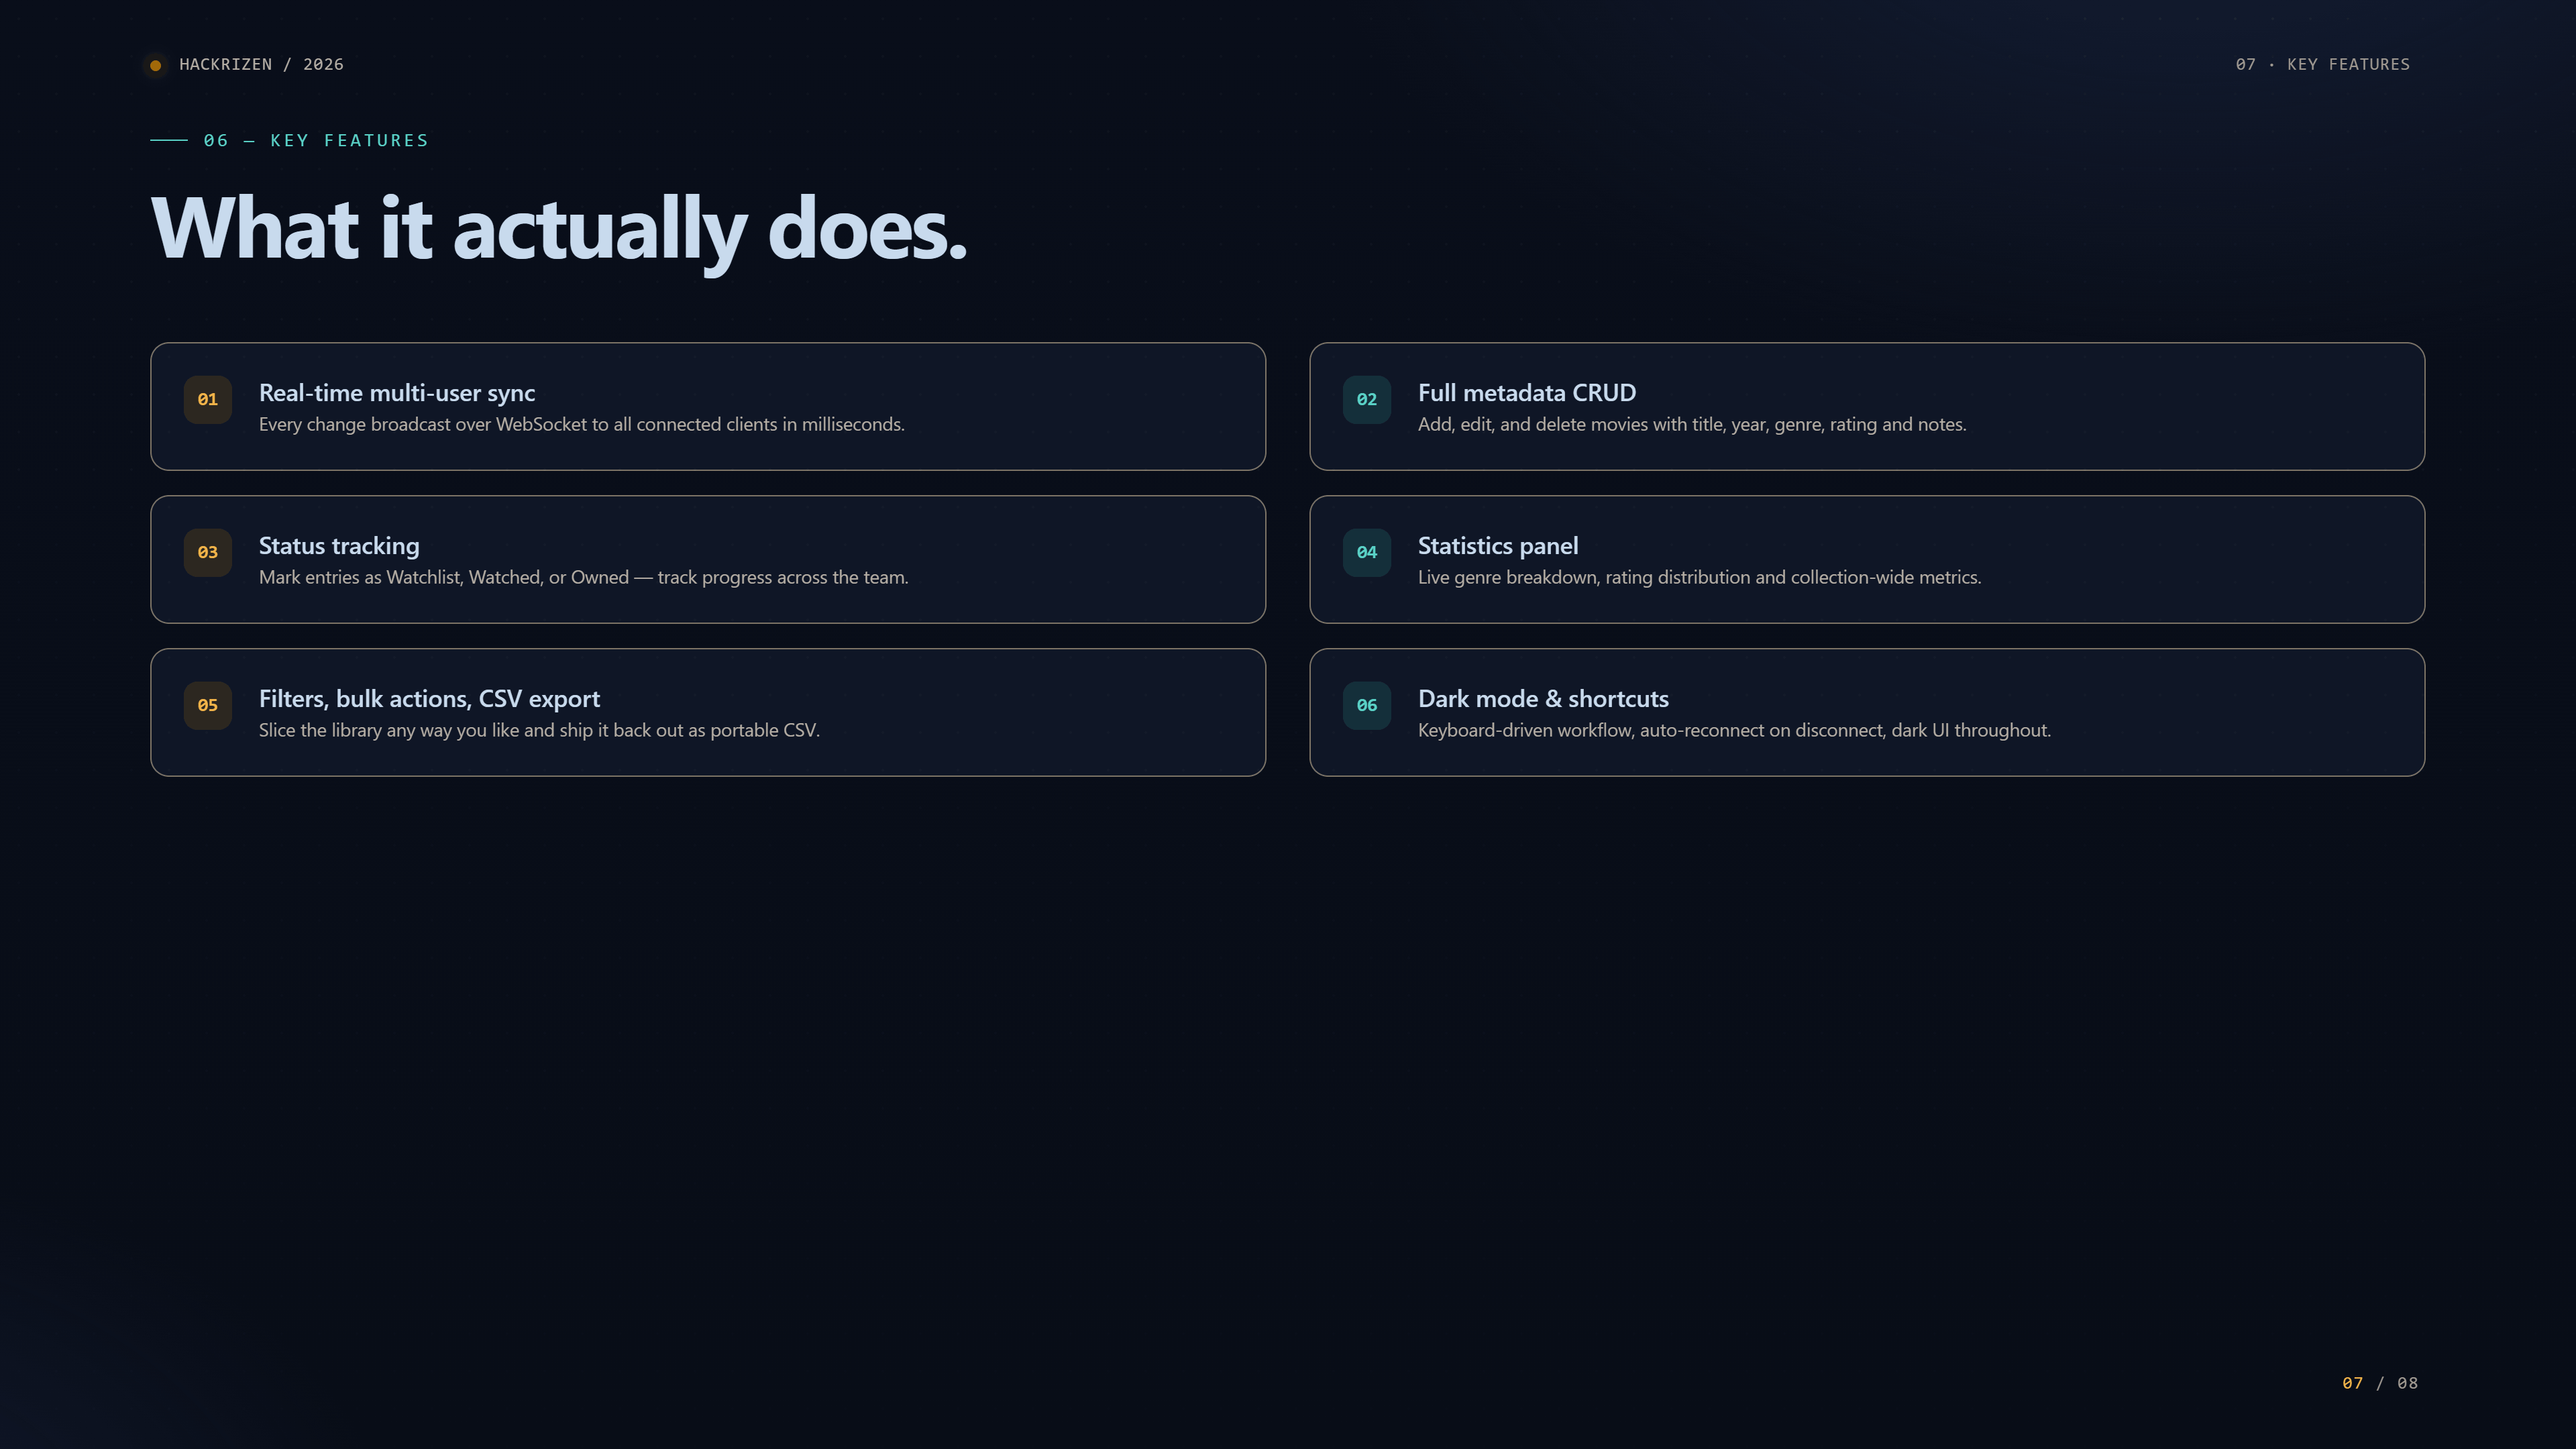 HACKRIZEN / 2026
07 · KEY FEATURES
06 — KEY FEATURES
What it actually does.
01
Real-time multi-user sync
Every change broadcast over WebSocket to all connected clients in milliseconds.
02
Full metadata CRUD
Add, edit, and delete movies with title, year, genre, rating and notes.
03
Status tracking
Mark entries as Watchlist, Watched, or Owned — track progress across the team.
04
Statistics panel
Live genre breakdown, rating distribution and collection-wide metrics.
05
Filters, bulk actions, CSV export
Slice the library any way you like and ship it back out as portable CSV.
06
Dark mode & shortcuts
Keyboard-driven workflow, auto-reconnect on disconnect, dark UI throughout.
07 / 08